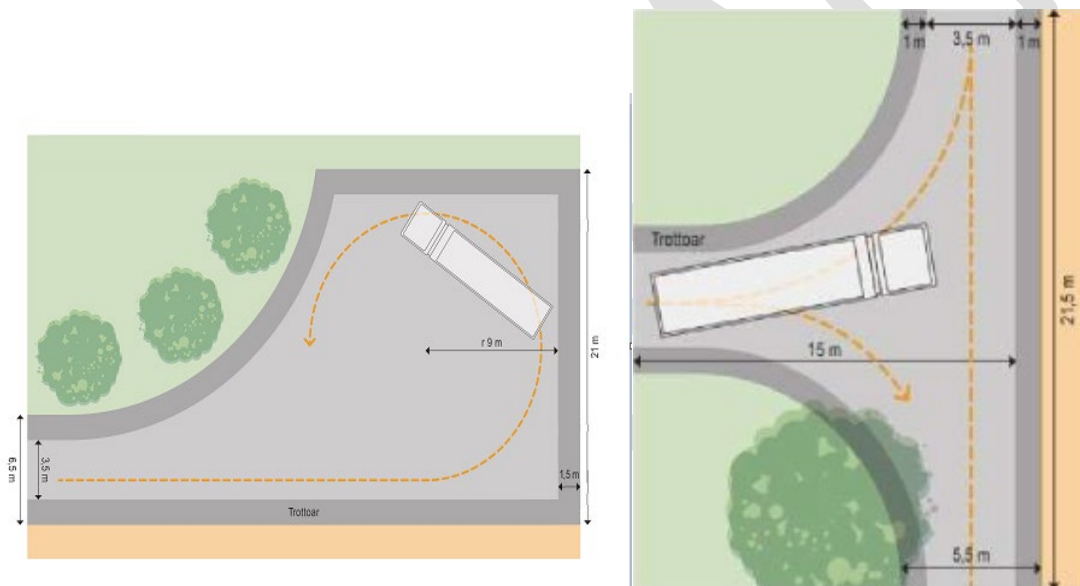 6,5 m
3,5 m
r 9 m
21 m
1,5 m
Trottoar
1 m
3,5 m
1 m
Trottoar
15 m
21,5 m
5,5 m